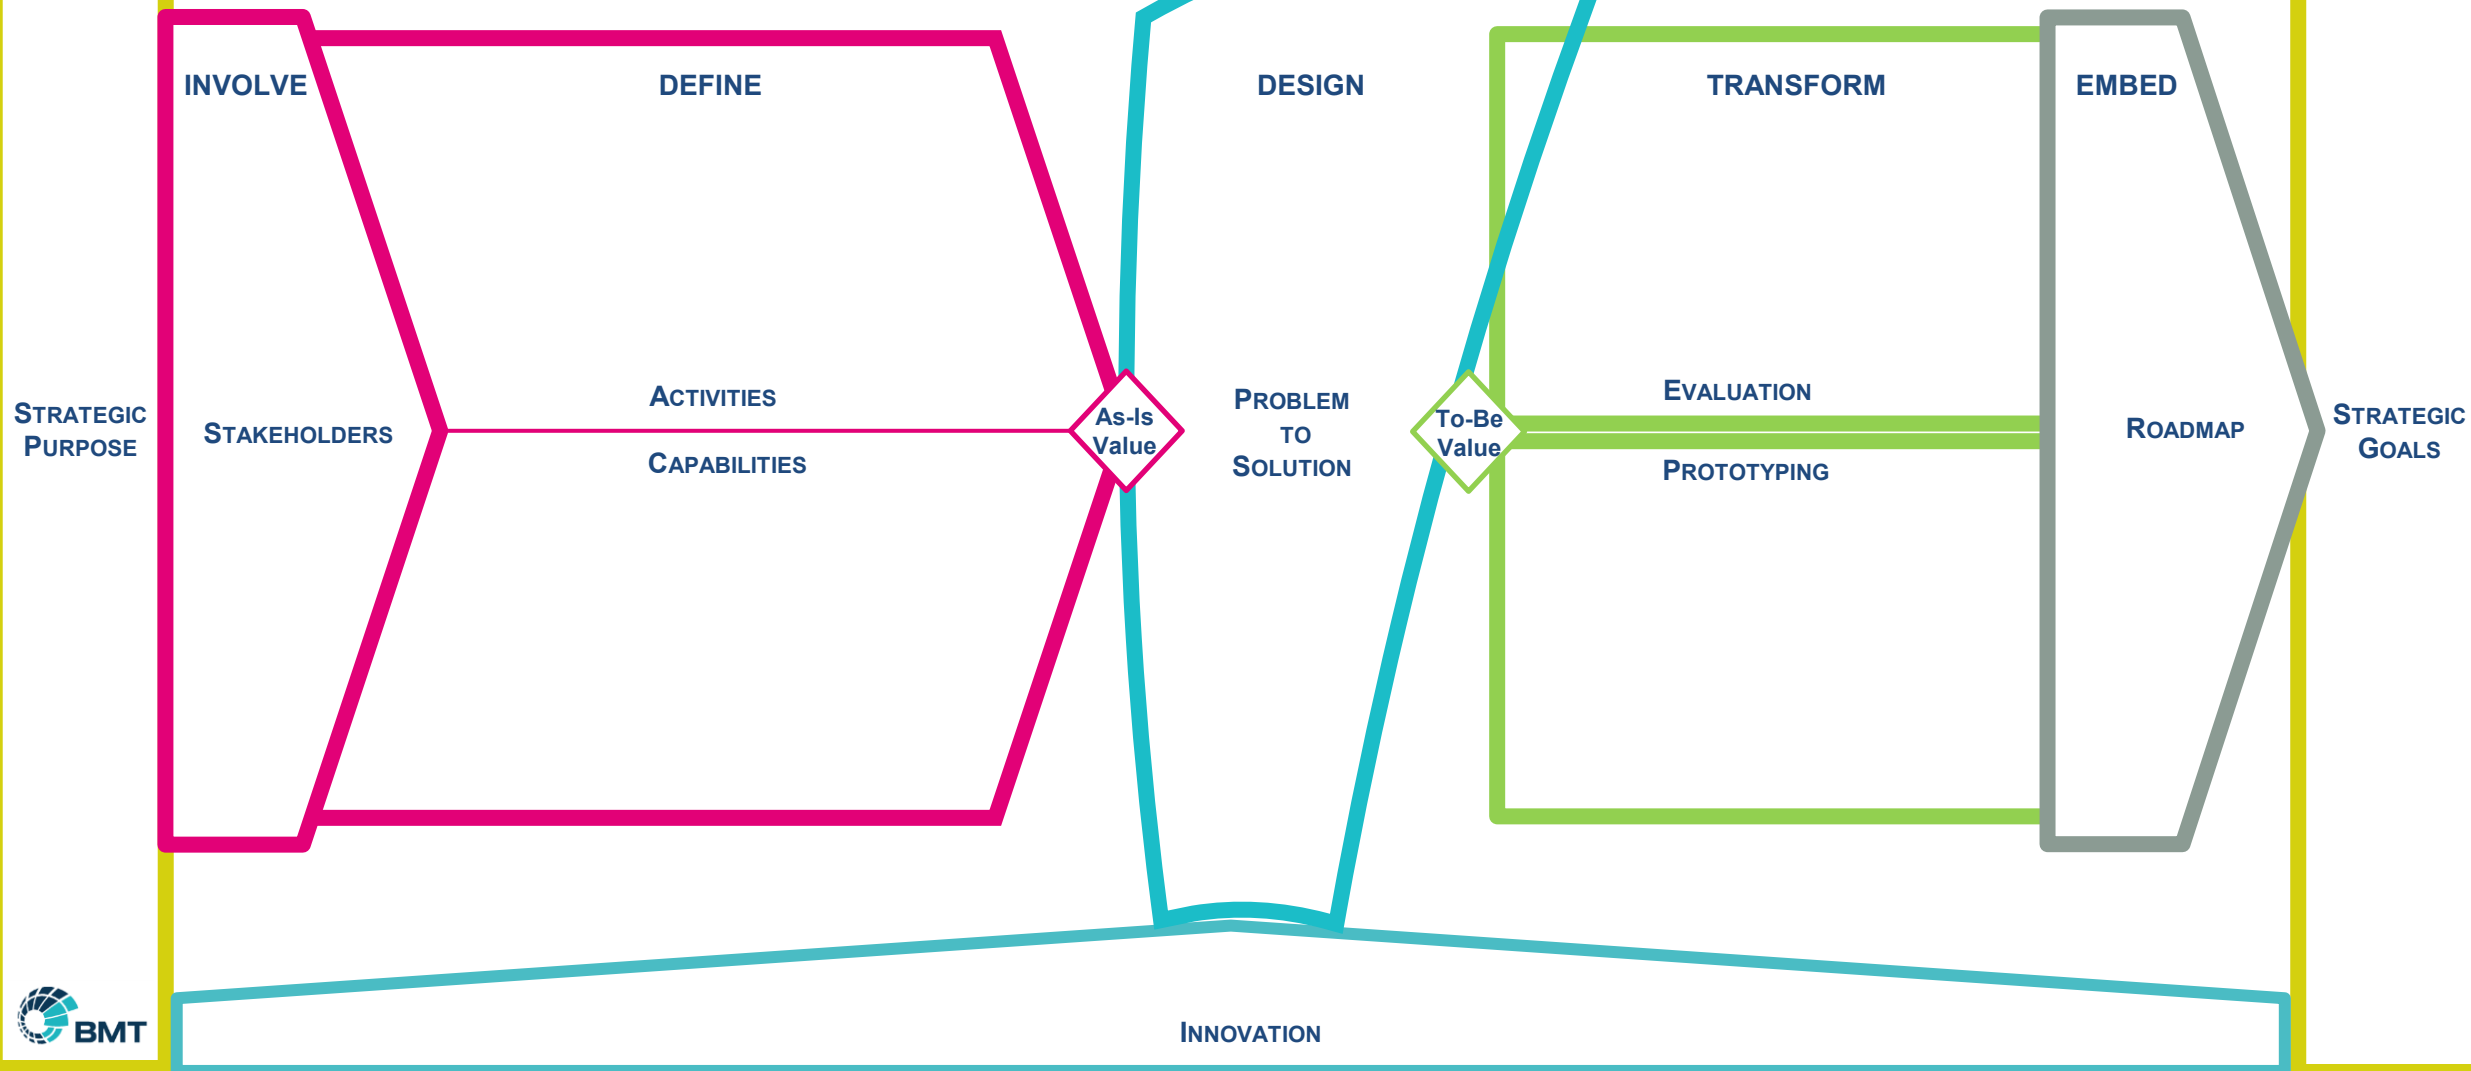 INVOLVE
DEFINE
DESIGN
TRANSFORM
EMBED
STRATEGIC
PURPOSE
STAKEHOLDERS
ACTIVITIES
CAPABILITIES
As-Is
Value
PROBLEM
TO
SOLUTION
To-Be
Value
EVALUATION
PROTOTYPING
ROADMAP
STRATEGIC
GOALS
BMT
INNOVATION